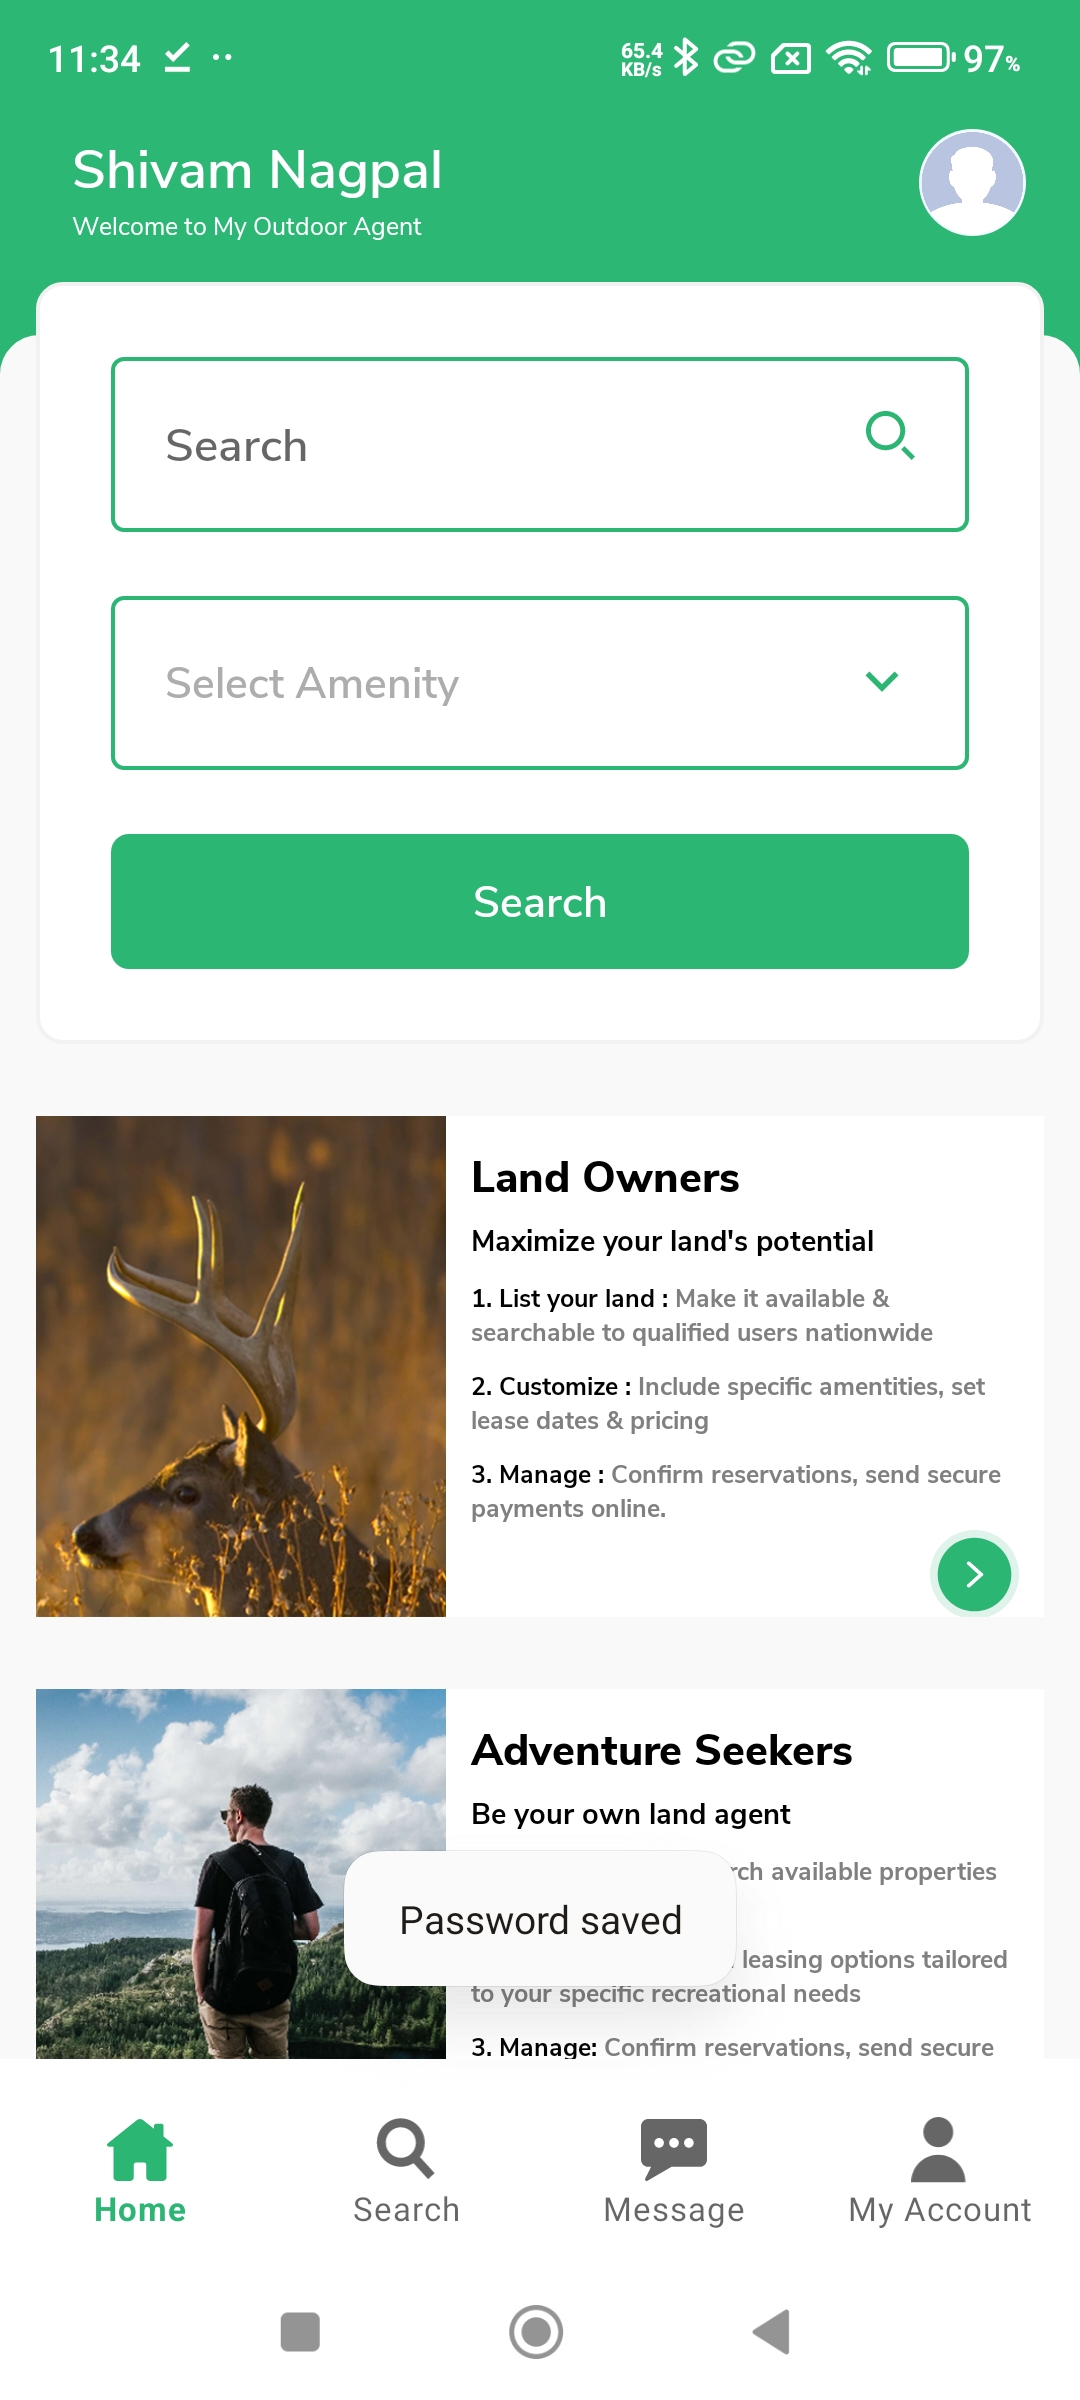 11:34
65.4
KB/s
97%
Shivam Nagpal
Welcome to My Outdoor Agent
Search
Select Amenity
Search
Land Owners
Maximize your land's potential
1. List your land : Make it available &
searchable to qualified users nationwide
2. Customize : Include specific amentities, set
lease dates & pricing
3. Manage : Confirm reservations, send secure
payments online.
Adventure Seekers
Be your own land agent
available properties
Password saved
leasing options tailored
to your specific recreational needs
3. Manage: Confirm reservations, send secure
Home
Search
Message
My Account